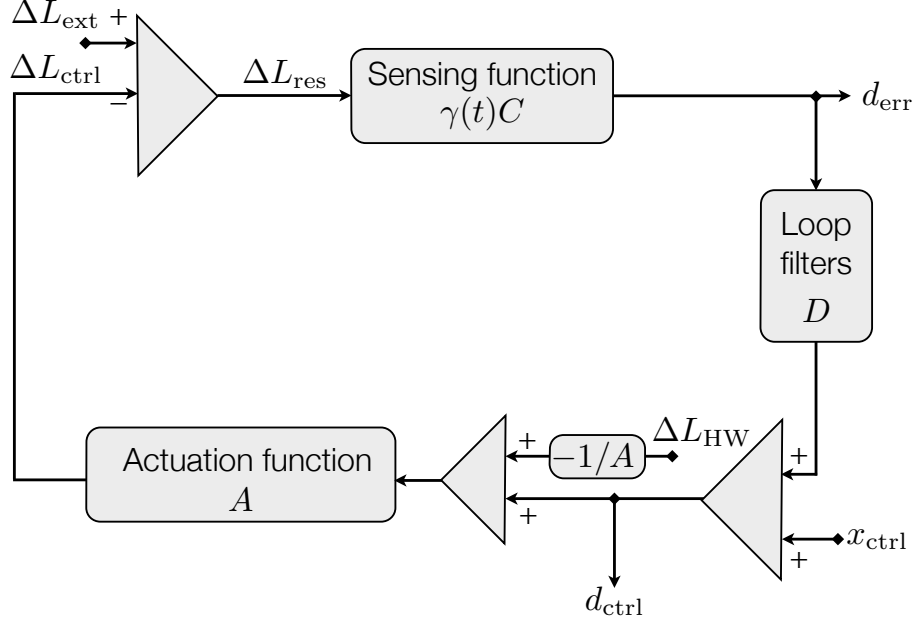 ΔL_ext +
ΔL_ctrl
−
ΔL_res
Sensing function
γ(t)C
d_err
Loop
filters
D
+
ΔL_HW
−1/A
+
Actuation function
A
+
x_ctrl
+
d_ctrl